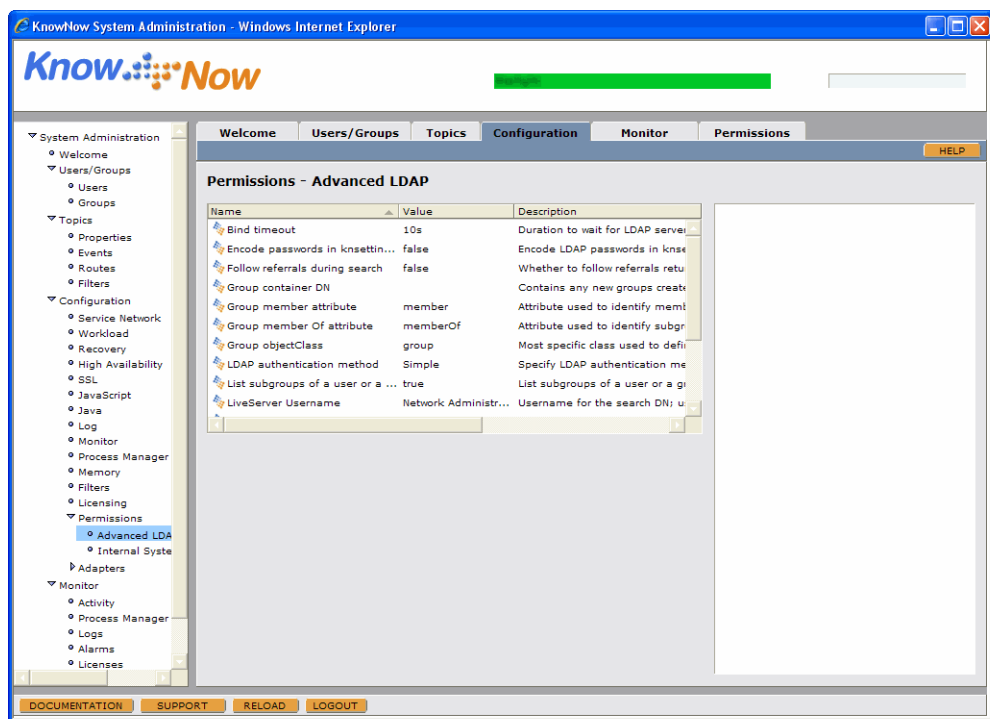 KnowNow System Administration - Windows Internet Explorer
Know Now
System Administration
Welcome
Users/Groups
Users
Groups
Topics
Properties
Events
Routes
Filters
Configuration
Service Network
Workload
Recovery
High Availability
SSL
JavaScript
Java
Log
Monitor
Process Manager
Memory
Filters
Licensing
Permissions
Advanced LDA
Internal Syste
Adapters
Monitor
Activity
Process Manager
Logs
Alarms
Licenses
Welcome Users/Groups Topics Configuration Monitor Permissions
HELP
Permissions - Advanced LDAP
Name Value Description
Bind timeout 10s Duration to wait for LDAP server
Encode passwords in knsettin... false Encode LDAP passwords in knse
Follow referrals during search false Whether to follow referrals retu
Group container DN Contains any new groups create
Group member attribute member Attribute used to identify memb
Group member Of attribute memberOf Attribute used to identify subgr
Group objectClass group Most specific class used to defi
LDAP authentication method Simple Specify LDAP authentication me
List subgroups of a user or a ... true List subgroups of a user or a gr
LiveServer Username Network Administr... Username for the search DN; u
DOCUMENTATION SUPPORT RELOAD LOGOUT